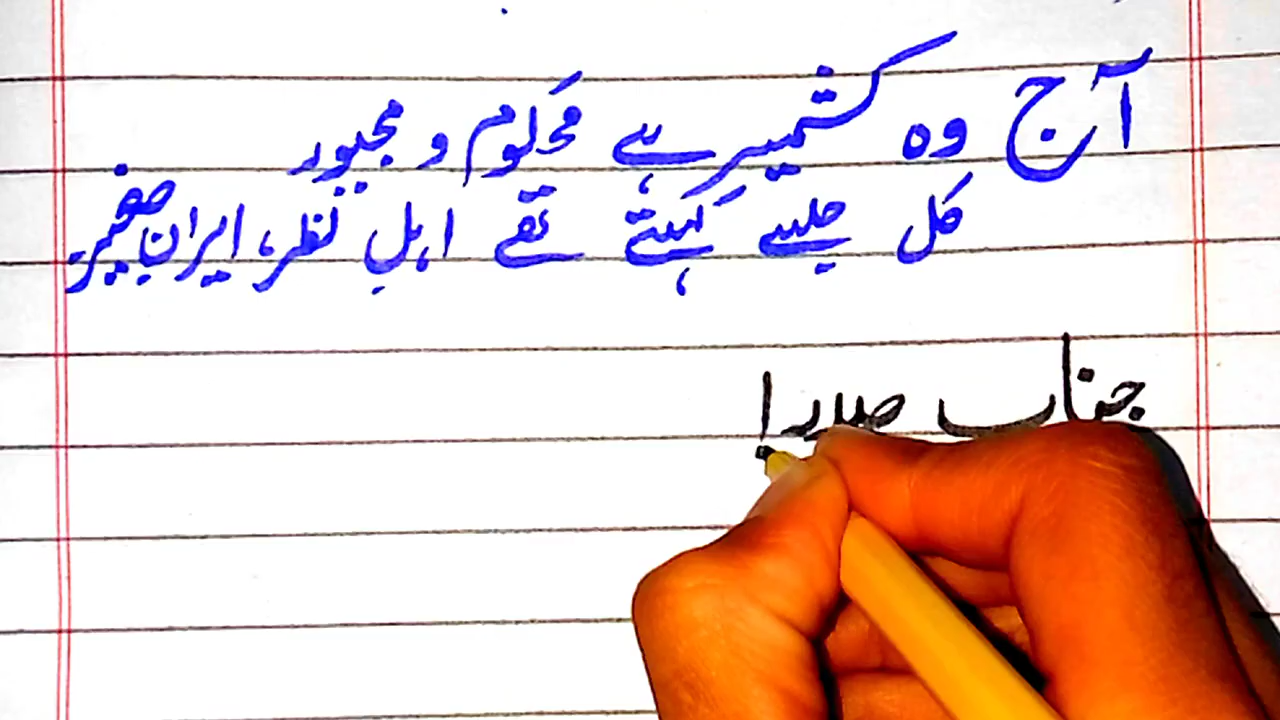 آج وہ کشمیر ہے محکوم و مجبور
کل جسے کہتے تھے اہلِ نظر، ایرانِ صغیر
جناب صدر ا